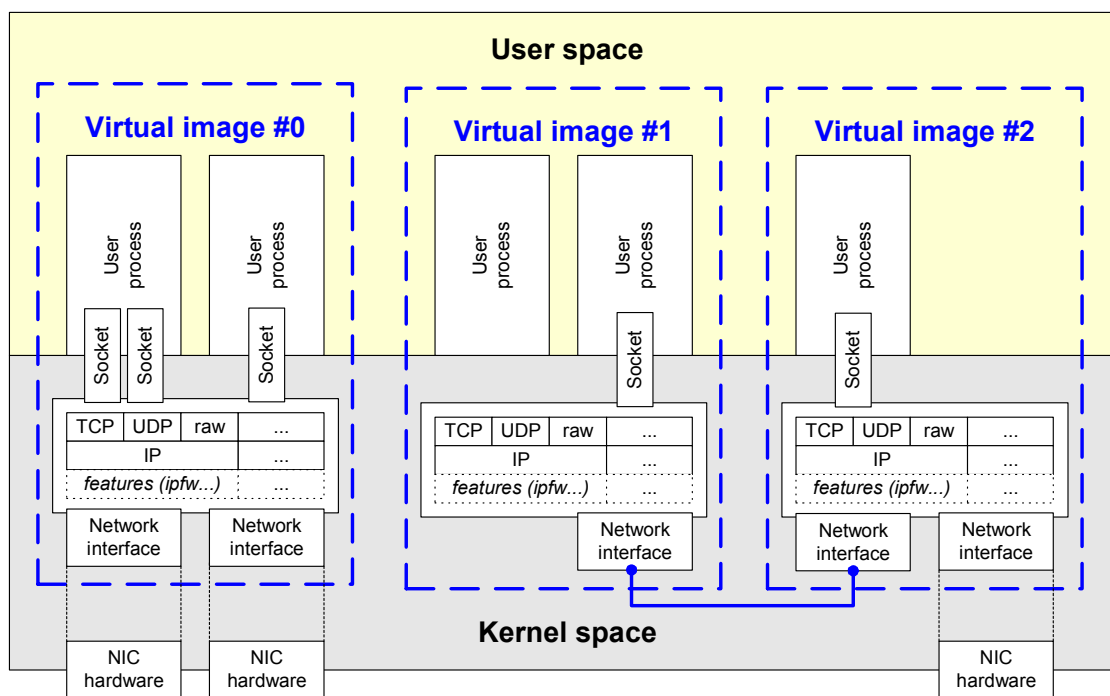 User space
Virtual image #0
Virtual image #1
Virtual image #2
User
process
User
process
User
process
User
process
User
process
Socket
Socket
Socket
Socket
Socket
TCP UDP raw ...
IP ...
features (ipfw...) ...
TCP UDP raw ...
IP ...
features (ipfw...) ...
TCP UDP raw ...
IP ...
features (ipfw...) ...
Network
interface
Network
interface
Network
interface
Network
interface
Network
interface
Kernel space
NIC
hardware
NIC
hardware
NIC
hardware